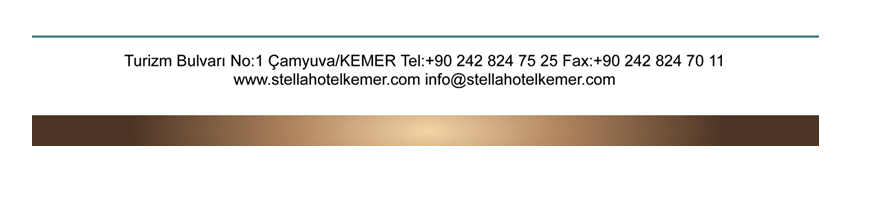 Turizm Bulvarı No:1 Çamyuva/KEMER Tel:+90 242 824 75 25 Fax:+90 242 824 70 11
www.stellahotelkemer.com info@stellahotelkemer.com